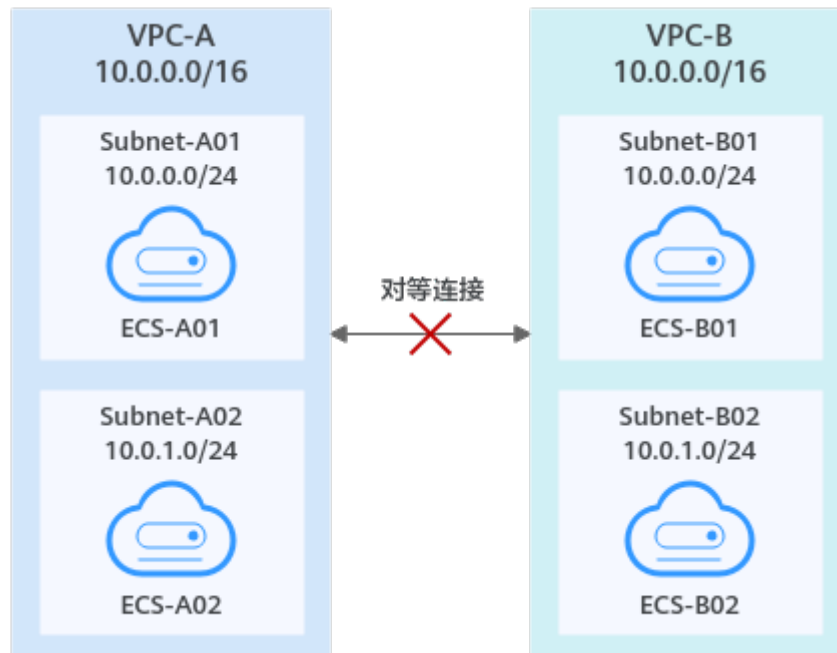 VPC-A
10.0.0.0/16
Subnet-A01
10.0.0.0/24
ECS-A01
Subnet-A02
10.0.1.0/24
ECS-A02
对等连接
VPC-B
10.0.0.0/16
Subnet-B01
10.0.0.0/24
ECS-B01
Subnet-B02
10.0.1.0/24
ECS-B02